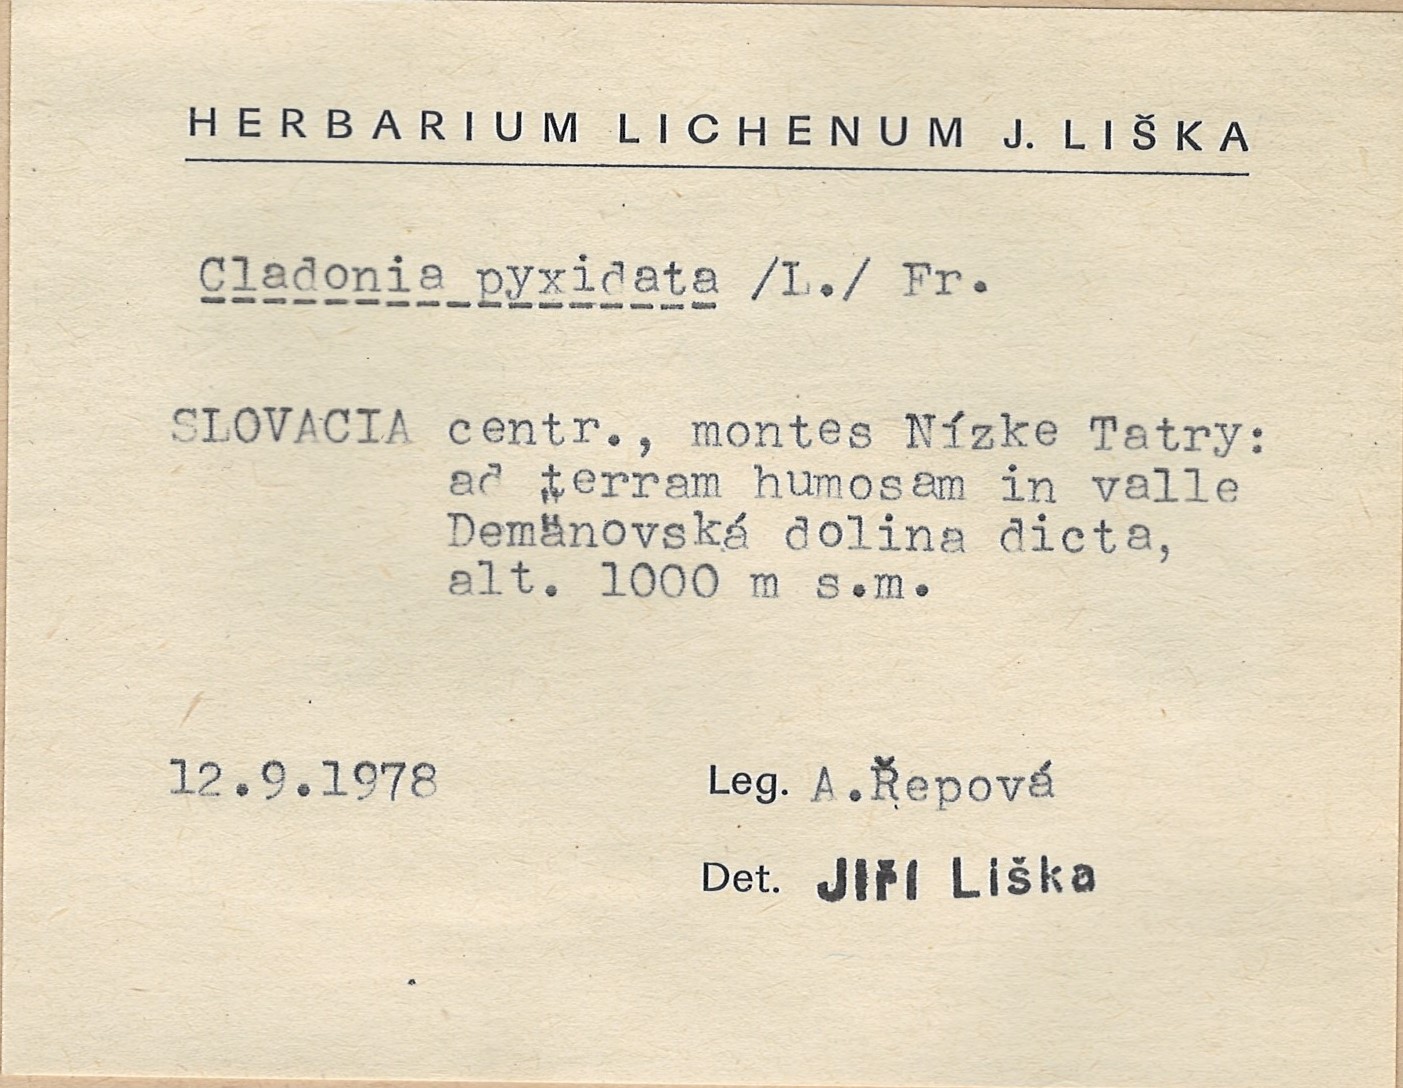 HERBARIUM LICHENUM J. LIŠKA
Cladonia pyxidata /L./ Fr.
SLOVACIA centr., montes Nízke Tatry:
ad terram humosam in valle
Demänovská dolina dicta,
alt. 1000 m s.m.
12.9.1978 Leg. A.Řepová
Det. JIřI Liška